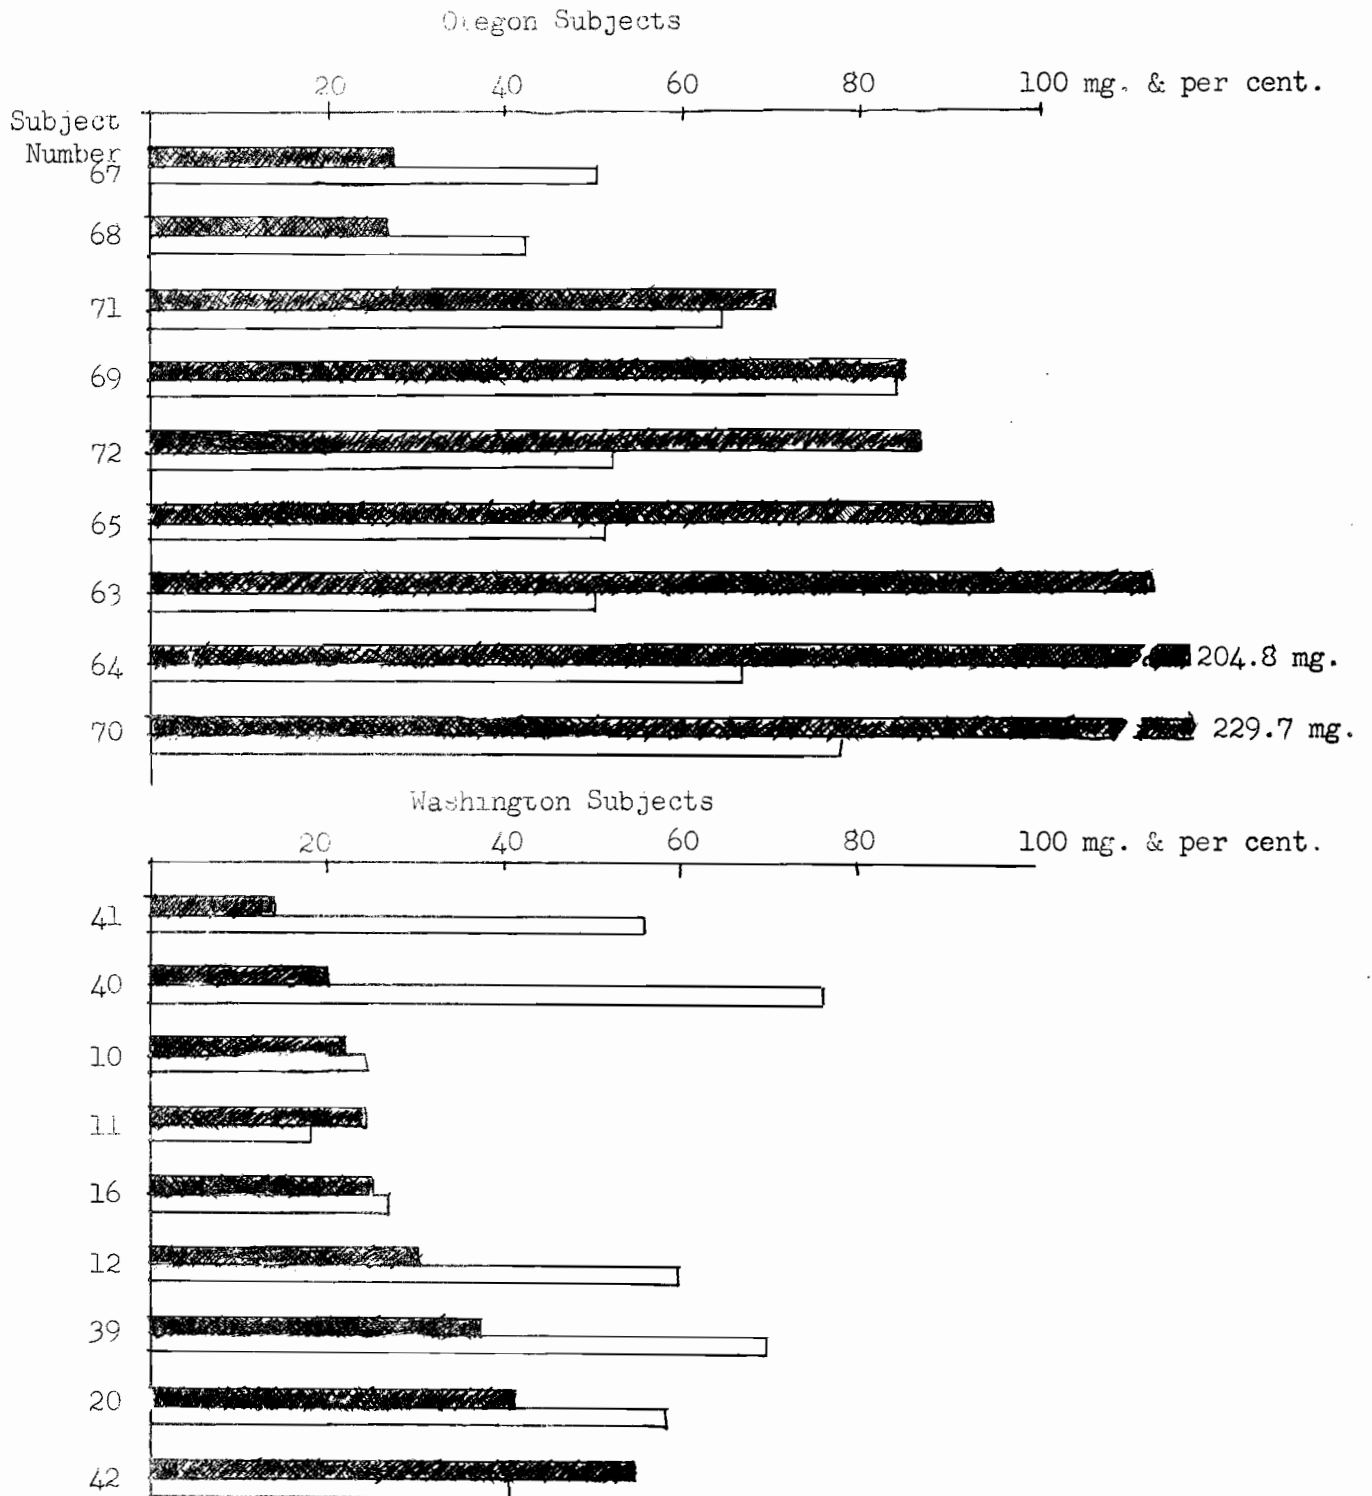 Oregon Subjects
20 40 60 80 100 mg. & per cent.
Subject
Number
67
68
71
69
72
65
63
64 204.8 mg.
70 229.7 mg.
Washington Subjects
20 40 60 80 100 mg. & per cent.
41
40
10
11
16
12
39
20
42